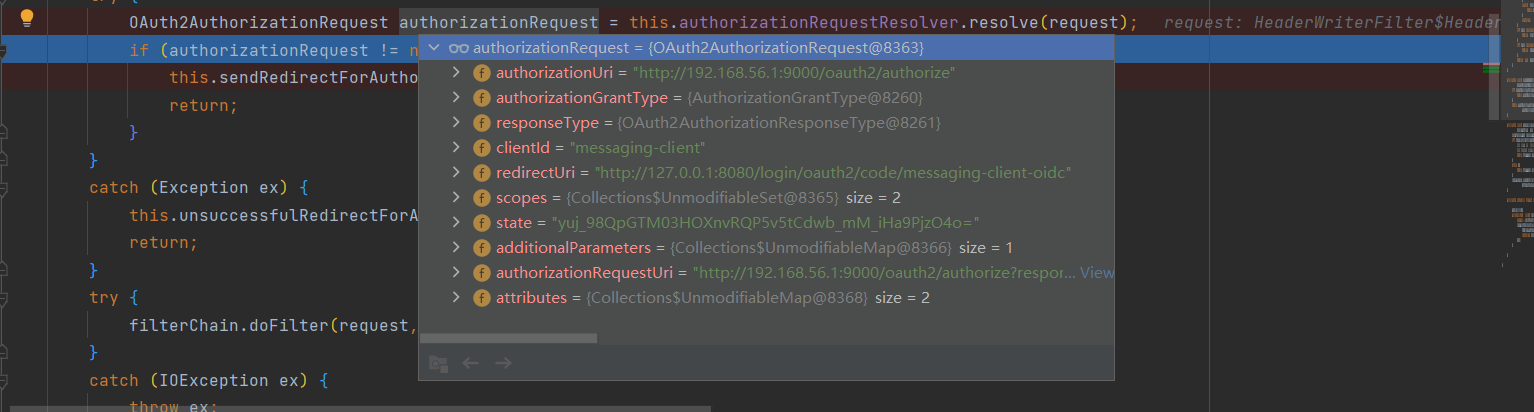 try {
OAuth2AuthorizationRequest authorizationRequest = this.authorizationRequestResolver.resolve(request); request: HeaderWriterFilter$Header
if (authorizationRequest != n
authorizationRequest = {OAuth2AuthorizationRequest@8363}
this.sendRedirectForAutho
authorizationUri = "http://192.168.56.1:9000/oauth2/authorize"
return;
authorizationGrantType = {AuthorizationGrantType@8260}
}
responseType = {OAuth2AuthorizationResponseType@8261}
}
clientId = "messaging-client"
catch (Exception ex) {
redirectUri = "http://127.0.0.1:8080/login/oauth2/code/messaging-client-oidc"
this.unsuccessfulRedirectForA
scopes = {Collections$UnmodifiableSet@8365} size = 2
return;
state = "yuj_98QpGTM03HOXnvRQP5v5tCdwb_mM_iHa9PjzO4o="
}
additionalParameters = {Collections$UnmodifiableMap@8366} size = 1
authorizationRequestUri = "http://192.168.56.1:9000/oauth2/authorize?respor... View
try {
attributes = {Collections$UnmodifiableMap@8368} size = 2
filterChain.doFilter(request,
}
catch (IOException ex) {
throw ex;